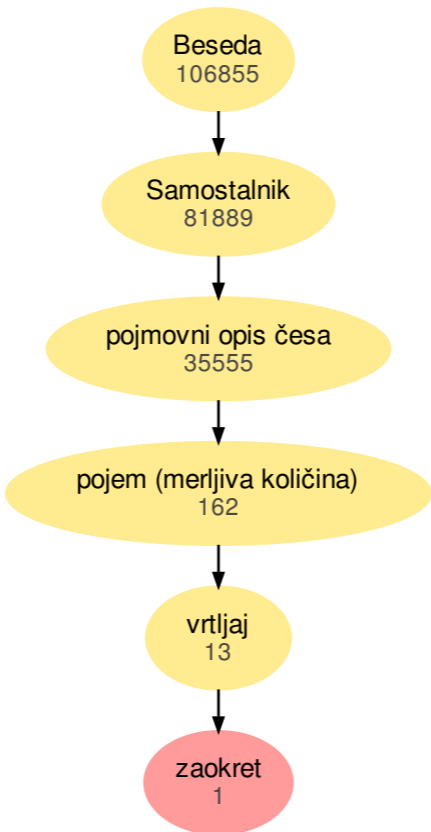 Beseda
106855
Samostalnik
81889
pojmovni opis česa
35555
pojem (merljiva količina)
162
vrtljaj
13
zaokret
1